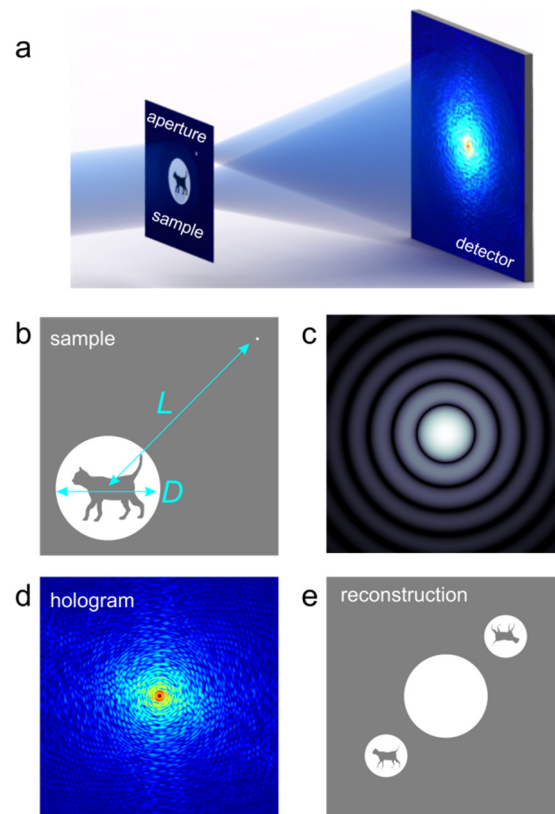 a
aperture
sample
detector
b
sample
L
D
c
d
hologram
e
reconstruction